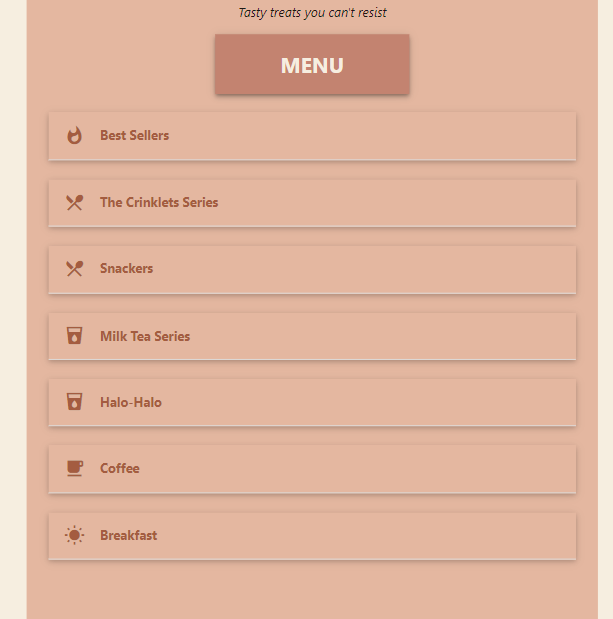 Tasty treats you can't resist
MENU
Best Sellers
The Crinklets Series
Snackers
Milk Tea Series
Halo-Halo
Coffee
Breakfast